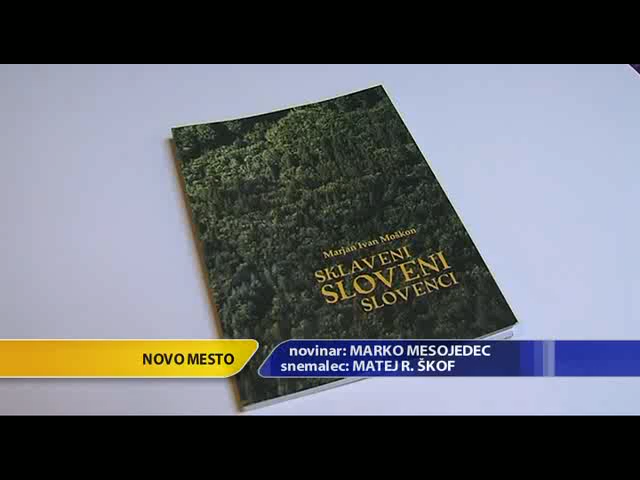 Marjan Ivan Moškon
SKLAVENI
SLOVENI
SLOVENCI
NOVO MESTO
novinar: MARKO MESOJEDEC
snemalec: MATEJ R. ŠKOF